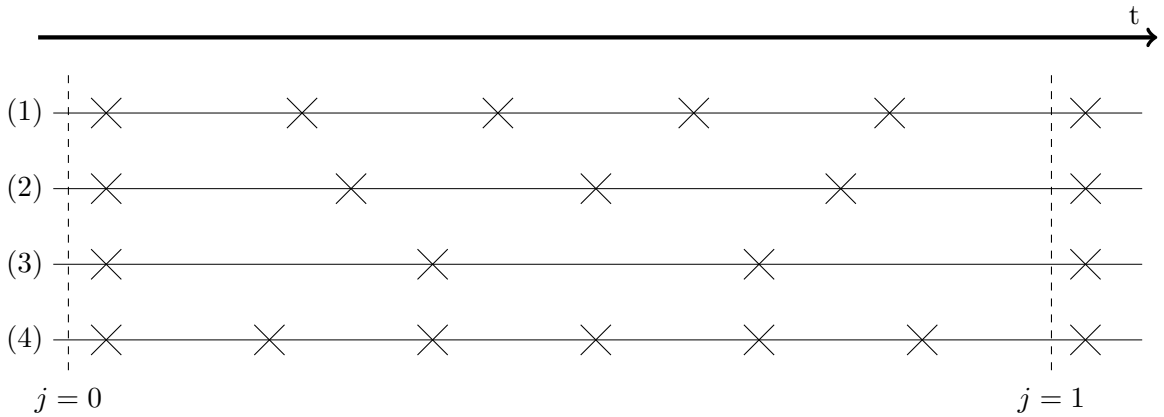 t
(1)
(2)
(3)
(4)
j = 0 j = 1